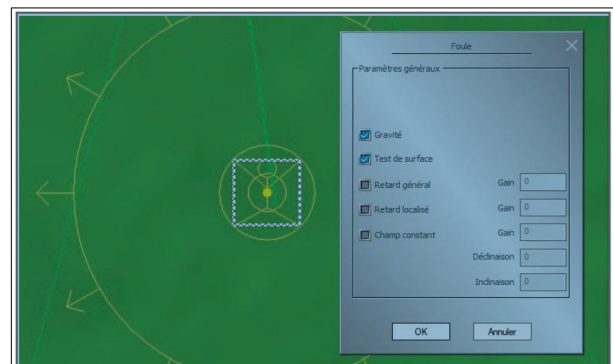 Foule
Paramètres généraux
Gravité
Test de surface
Retard général Gain 0
Retard localisé Gain 0
Champ constant Gain 0
Déclinaison 0
Inclinaison 0
OK Annuler